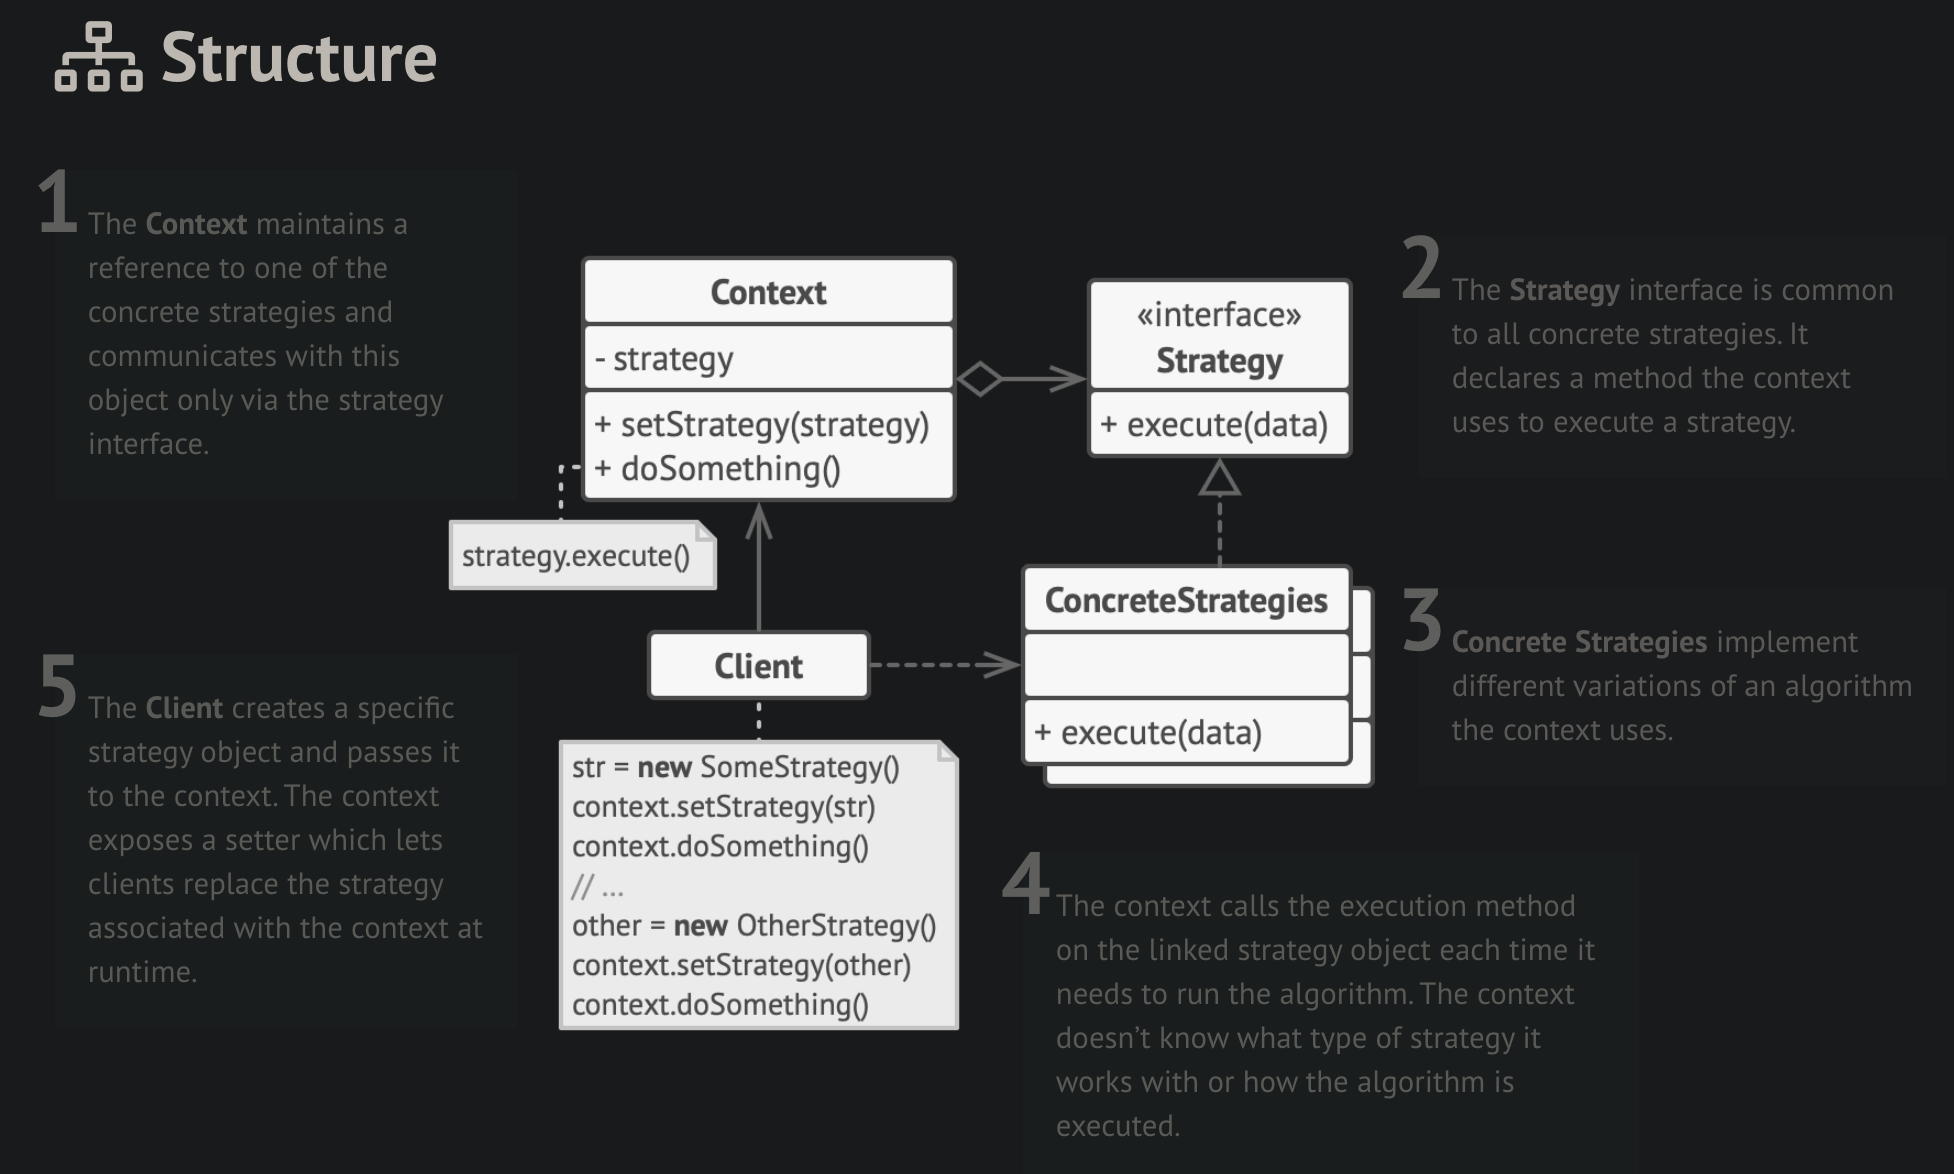 Structure
1
The Context maintains a
reference to one of the
concrete strategies and
communicates with this
object only via the strategy
interface.
Context
- strategy
+ setStrategy(strategy)
+ doSomething()
strategy.execute()
«interface»
Strategy
+ execute(data)
2
The Strategy interface is common
to all concrete strategies. It
declares a method the context
uses to execute a strategy.
ConcreteStrategies
+ execute(data)
3
Concrete Strategies implement
different variations of an algorithm
the context uses.
Client
str = new SomeStrategy()
context.setStrategy(str)
context.doSomething()
// ...
other = new OtherStrategy()
context.setStrategy(other)
context.doSomething()
4
The context calls the execution method
on the linked strategy object each time it
needs to run the algorithm. The context
doesn’t know what type of strategy it
works with or how the algorithm is
executed.
5
The Client creates a specific
strategy object and passes it
to the context. The context
exposes a setter which lets
clients replace the strategy
associated with the context at
runtime.